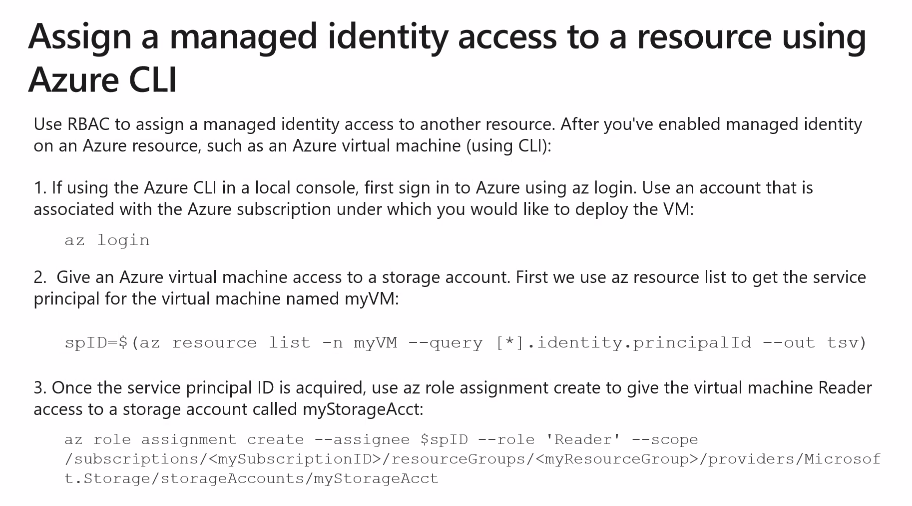 Assign a managed identity access to a resource using
Azure CLI
Use RBAC to assign a managed identity access to another resource. After you've enabled managed identity
on an Azure resource, such as an Azure virtual machine (using CLI):
1. If using the Azure CLI in a local console, first sign in to Azure using az login. Use an account that is
associated with the Azure subscription under which you would like to deploy the VM:
az login
2. Give an Azure virtual machine access to a storage account. First we use az resource list to get the service
principal for the virtual machine named myVM:
spID=$(az resource list -n myVM --query [*].identity.principalId --out tsv)
3. Once the service principal ID is acquired, use az role assignment create to give the virtual machine Reader
access to a storage account called myStorageAcct:
az role assignment create --assignee $spID --role 'Reader' --scope
/subscriptions/<mySubscriptionID>/resourceGroups/<myResourceGroup>/providers/Microsof
t.Storage/storageAccounts/myStorageAcct